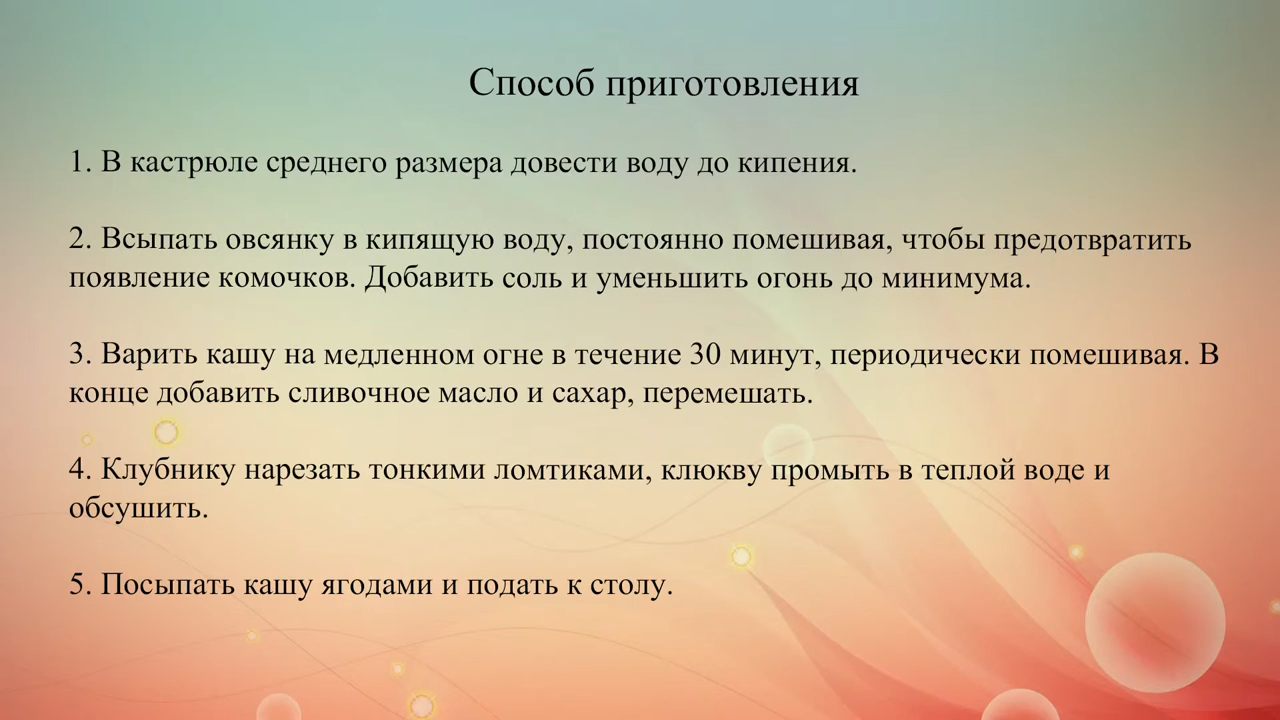 Способ приготовления
1. В кастрюле среднего размера довести воду до кипения.
2. Всыпать овсянку в кипящую воду, постоянно помешивая, чтобы предотвратить
появление комочков. Добавить соль и уменьшить огонь до минимума.
3. Варить кашу на медленном огне в течение 30 минут, периодически помешивая. В
конце добавить сливочное масло и сахар, перемешать.
4. Клубнику нарезать тонкими ломтиками, клюкву промыть в теплой воде и
обсушить.
5. Посыпать кашу ягодами и подать к столу.